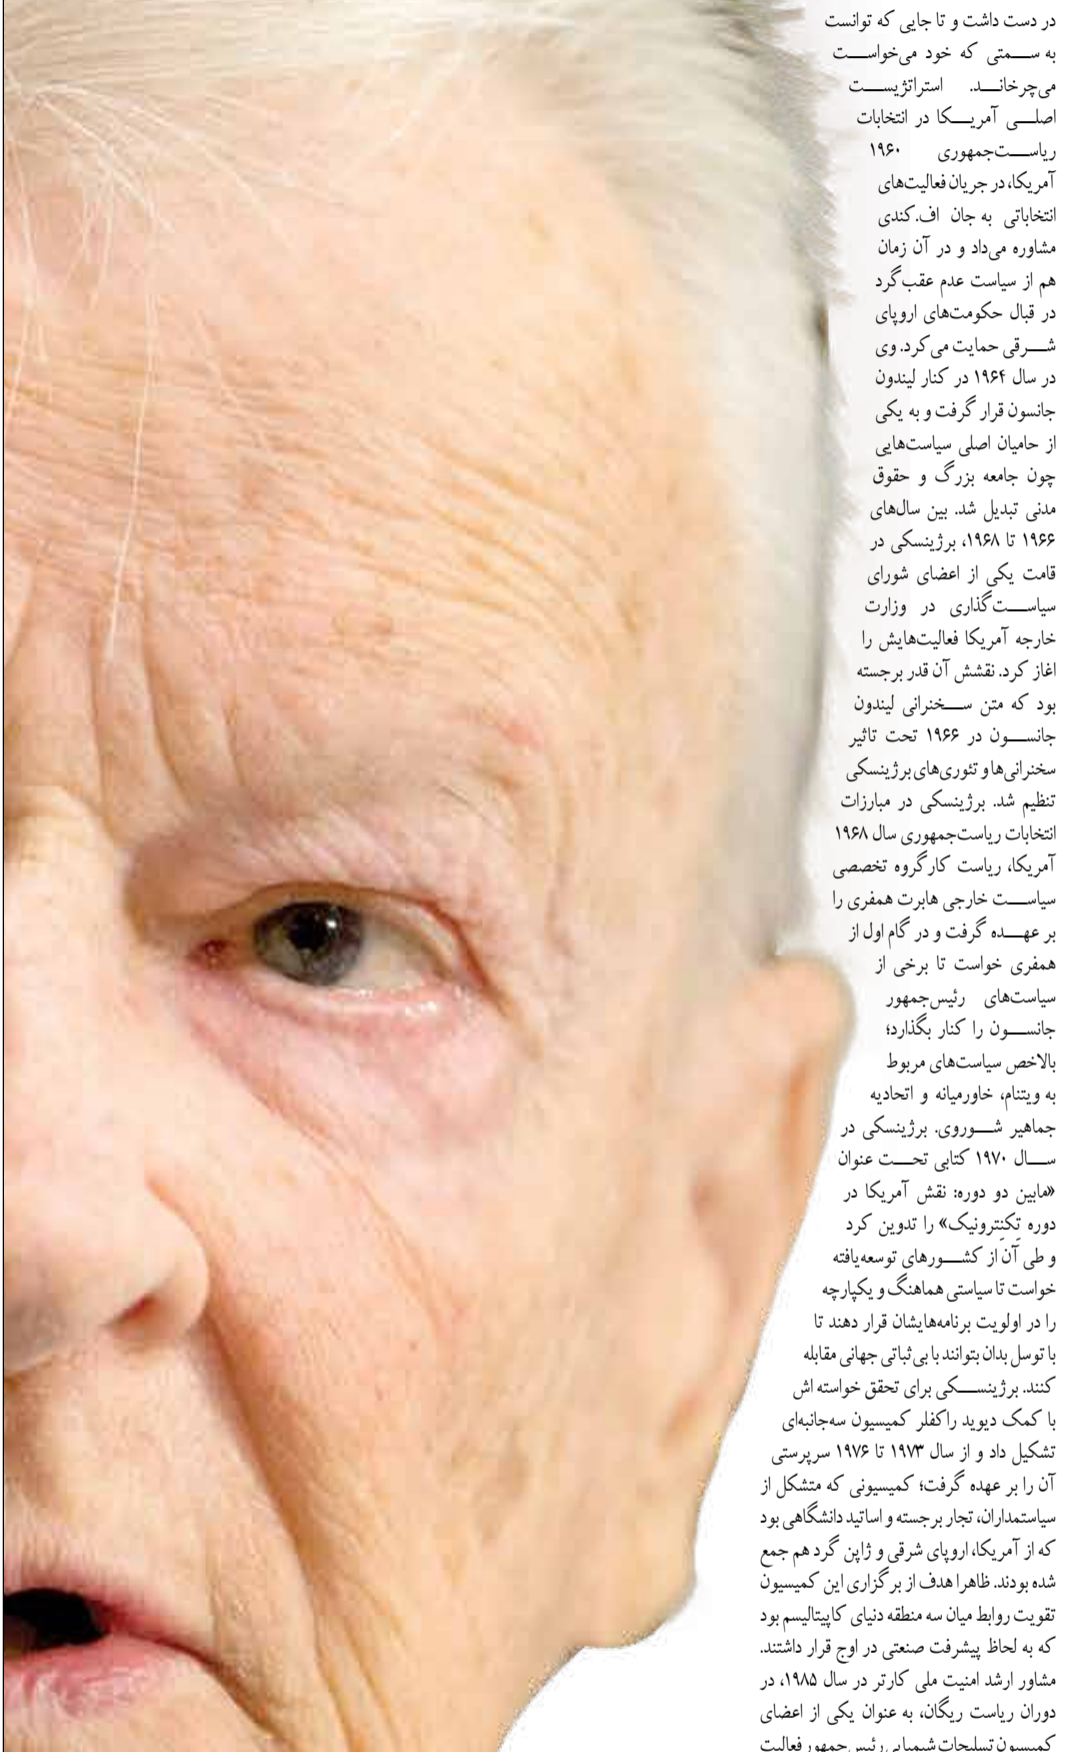 در دست داشت و تا جایی که توانست
به سمتی که خود می‌خواست
می‌چرخاند. استراتژیست
اصلی آمریکا در انتخابات
ریاست‌جمهوری ۱۹۶۰
آمریکا، در جریان فعالیت‌های
انتخاباتی به جان اف.کندی
مشاوره می‌داد و در آن زمان
هم از سیاست عدم عقب‌گرد
در قبال حکومت‌های اروپای
شرقی حمایت می‌کرد. وی
در سال ۱۹۶۴ در کنار لیندون
جانسون قرار گرفت و به یکی
از حامیان اصلی سیاست‌هایی
چون جامعه بزرگ و حقوق
مدنی تبدیل شد. بین سال‌های
۱۹۶۶ تا ۱۹۶۸، برژینسکی در
قامت یکی از اعضای شورای
سیاست‌گذاری در وزارت
خارجه آمریکا فعالیت‌هایش را
اغاز کرد. نقشش آن قدر برجسته
بود که متن سخنرانی لیندون
جانسون در ۱۹۶۶ تحت تاثیر
سخنرانی‌ها و تئوری‌های برژینسکی
تنظیم شد. برژینسکی در مبارزات
انتخابات ریاست‌جمهوری سال ۱۹۶۸
آمریکا، ریاست کارگروه تخصصی
سیاست خارجی هابرت همفری را
بر عهده گرفت و در گام اول از
همفری خواست تا برخی از
سیاست‌های رئیس‌جمهور
جانسون را کنار بگذارد؛
بالاخص سیاست‌های مربوط
به ویتنام، خاورمیانه و اتحادیه
جماهیر شوروی. برژینسکی در
سال ۱۹۷۰ کتابی تحت عنوان
«مابین دو دوره: نقش آمریکا در
دوره تِکنِترونیک» را تدوین کرد
و طی آن از کشورهای توسعه‌یافته
خواست تا سیاستی هماهنگ و یکپارچه
را در اولویت برنامه‌هایشان قرار دهند تا
با توسل بدان بتوانند با بی‌ثباتی جهانی مقابله
کنند. برژینسکی برای تحقق خواسته اش
با کمک دیوید راکفلر کمیسیون سه‌جانبه‌ای
تشکیل داد و از سال ۱۹۷۳ تا ۱۹۷۶ سرپرستی
آن را بر عهده گرفت؛ کمیسیونی که متشکل از
سیاستمداران، تجار برجسته و اساتید دانشگاهی بود
که از آمریکا، اروپای شرقی و ژاپن گرد هم جمع
شده بودند. ظاهرا هدف از برگزاری این کمیسیون
تقویت روابط میان سه منطقه دنیای کاپیتالیسم بود
که به لحاظ پیشرفت صنعتی در اوج قرار داشتند.
مشاور ارشد امنیت ملی کارتر در سال ۱۹۸۵، در
دوران ریاست ریگان، به عنوان یکی از اعضای
کمیسیون تسلیحات شیمیایی رئیس‌جمهور فعالیت